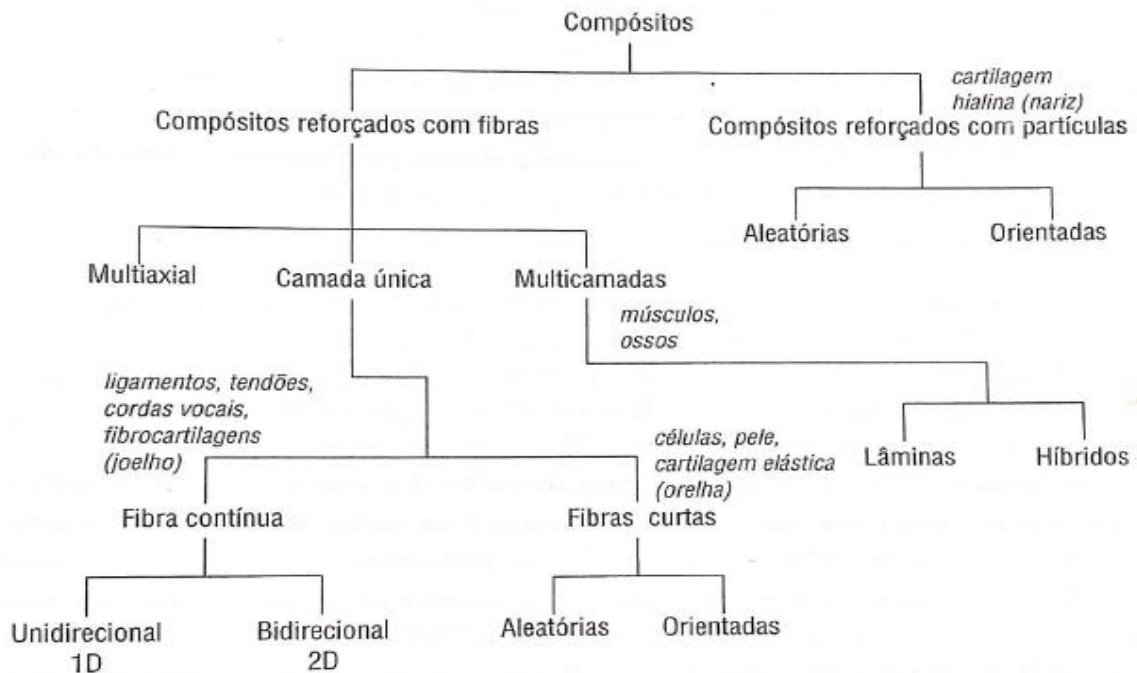 Compósitos
cartilagem
hialina (nariz)
Compósitos reforçados com fibras
Compósitos reforçados com partículas
Aleatórias
Orientadas
Multiaxial
Camada única
Multicamadas
músculos,
ossos
ligamentos, tendões,
cordas vocais,
fibrocartilagens
(joelho)
células, pele,
cartilagem elástica
(orelha)
Lâminas
Híbridos
Fibra contínua
Fibras curtas
Unidirecional
1D
Bidirecional
2D
Aleatórias
Orientadas